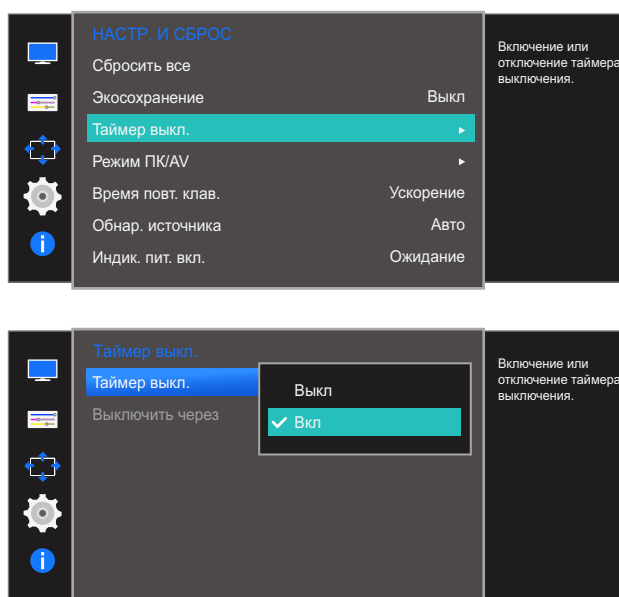 НАСТР. И СБРОС
Сбросить все
Экосохранение Выкл
Таймер выкл.
Режим ПК/AV
Время повт. клав. Ускорение
Обнар. источника Авто
Индик. пит. вкл. Ожидание
Включение или
отключение таймера
выключения.
Таймер выкл.
Таймер выкл.
Выключить через
Выкл
Вкл
Включение или
отключение таймера
выключения.